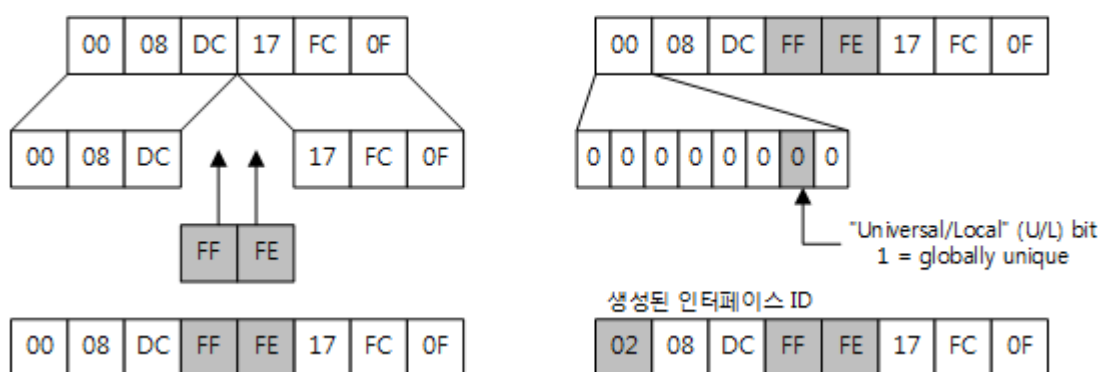 00 08 DC 17 FC 0F
00 08 DC 17 FC 0F
FF FE
00 08 DC FF FE 17 FC 0F
00 08 DC FF FE 17 FC 0F
0 0 0 0 0 0 0 0
"Universal/Local" (U/L) bit
1 = globally unique
생성된 인터페이스 ID
02 08 DC FF FE 17 FC 0F